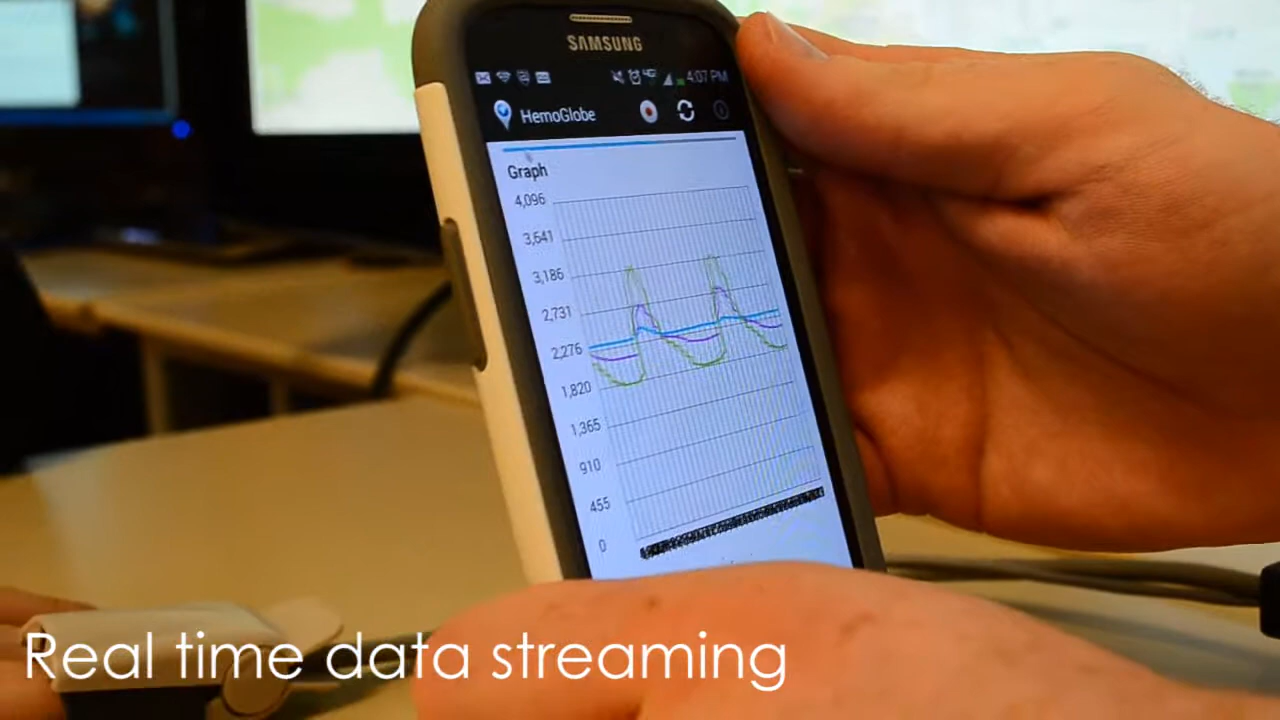 SAMSUNG
4:07 PM
HemoGlobe
Graph
4,096
3,641
3,186
2,731
2,276
1,820
1,365
910
455
0
Real time data streaming